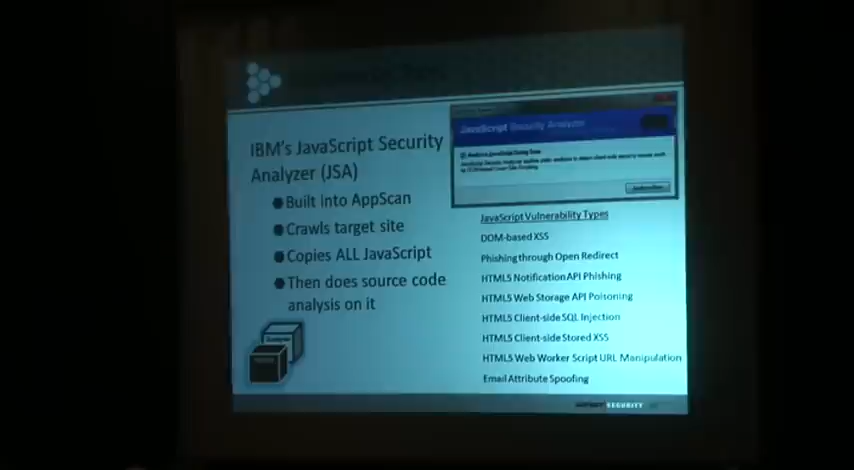 IBM's JavaScript Security
Analyzer (JSA)
Built into AppScan
Crawls target site
Copies ALL JavaScript
Then does source code
analysis on it
JavaScript Security Analyzer
JavaScript Vulnerability Types
DOM-based XSS
Phishing through Open Redirect
HTML5 Notification API Phishing
HTML5 Web Storage API Poisoning
HTML5 Client-side SQL Injection
HTML5 Client-side Stored XSS
HTML5 Web Worker Script URL Manipulation
Email Attribute Spoofing
SECURITY